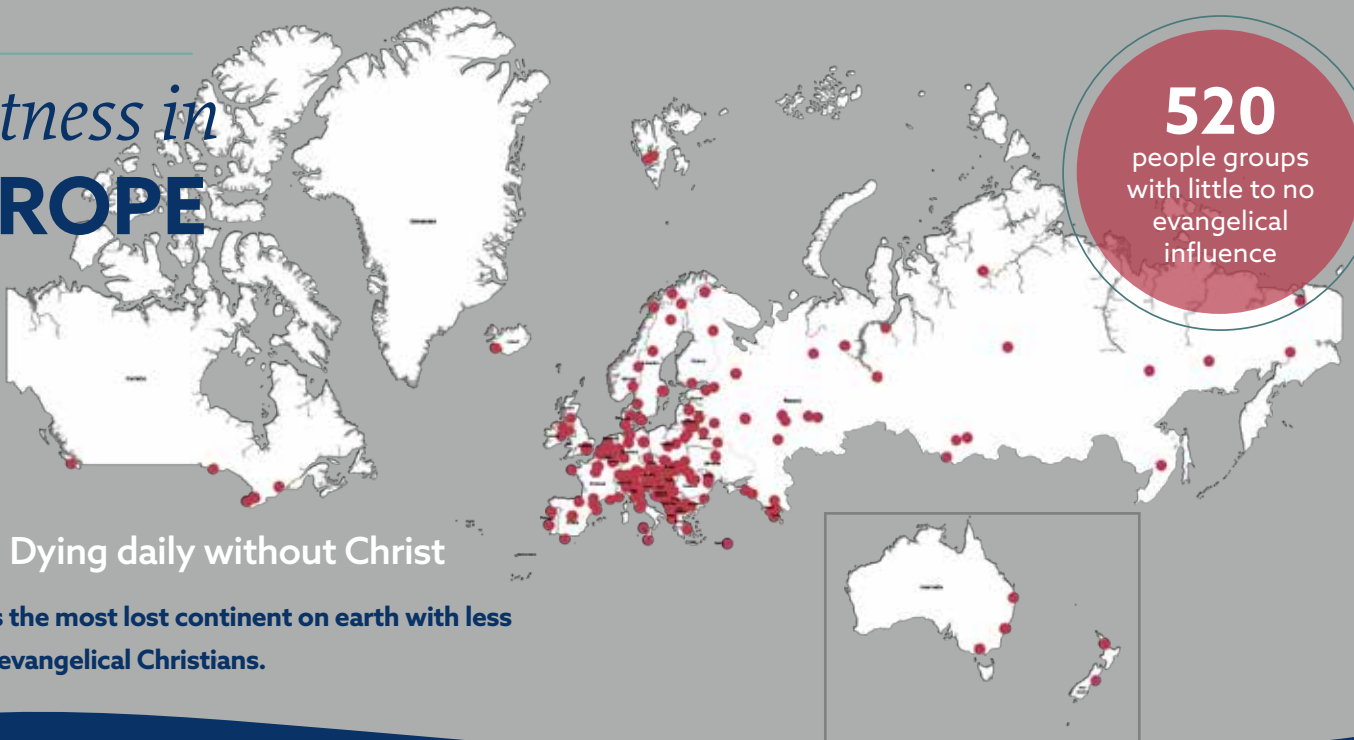 tness in
ROPE
520
people groups
with little to no
evangelical
influence
Dying daily without Christ
s the most lost continent on earth with less
evangelical Christians.